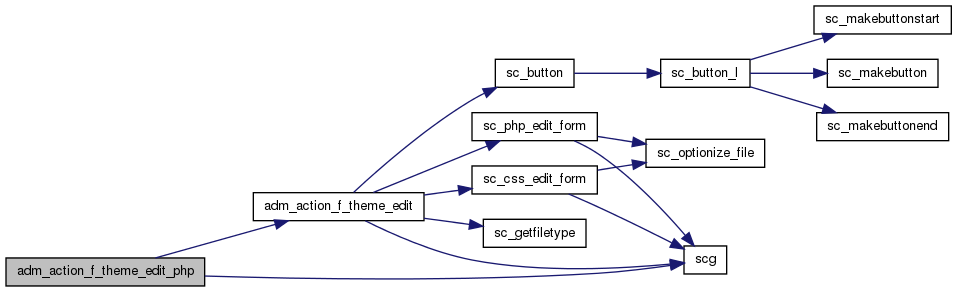 sc_makebuttonstart
sc_button
sc_button_l
sc_makebutton
sc_makebuttonend
sc_php_edit_form
sc_optionize_file
sc_css_edit_form
adm_action_f_theme_edit
sc_getfiletype
scg
adm_action_f_theme_edit_php